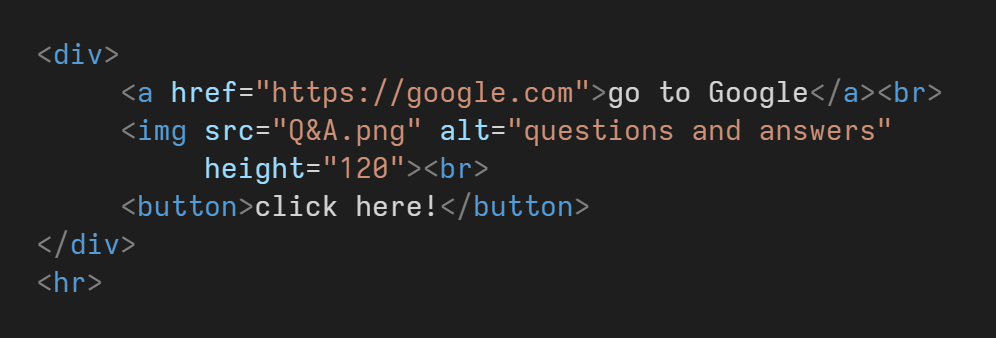 <div>
<a href="https://google.com">go to Google</a><br>
<img src="Q&A.png" alt="questions and answers"
height="120"><br>
<button>click here!</button>
</div>
<hr>